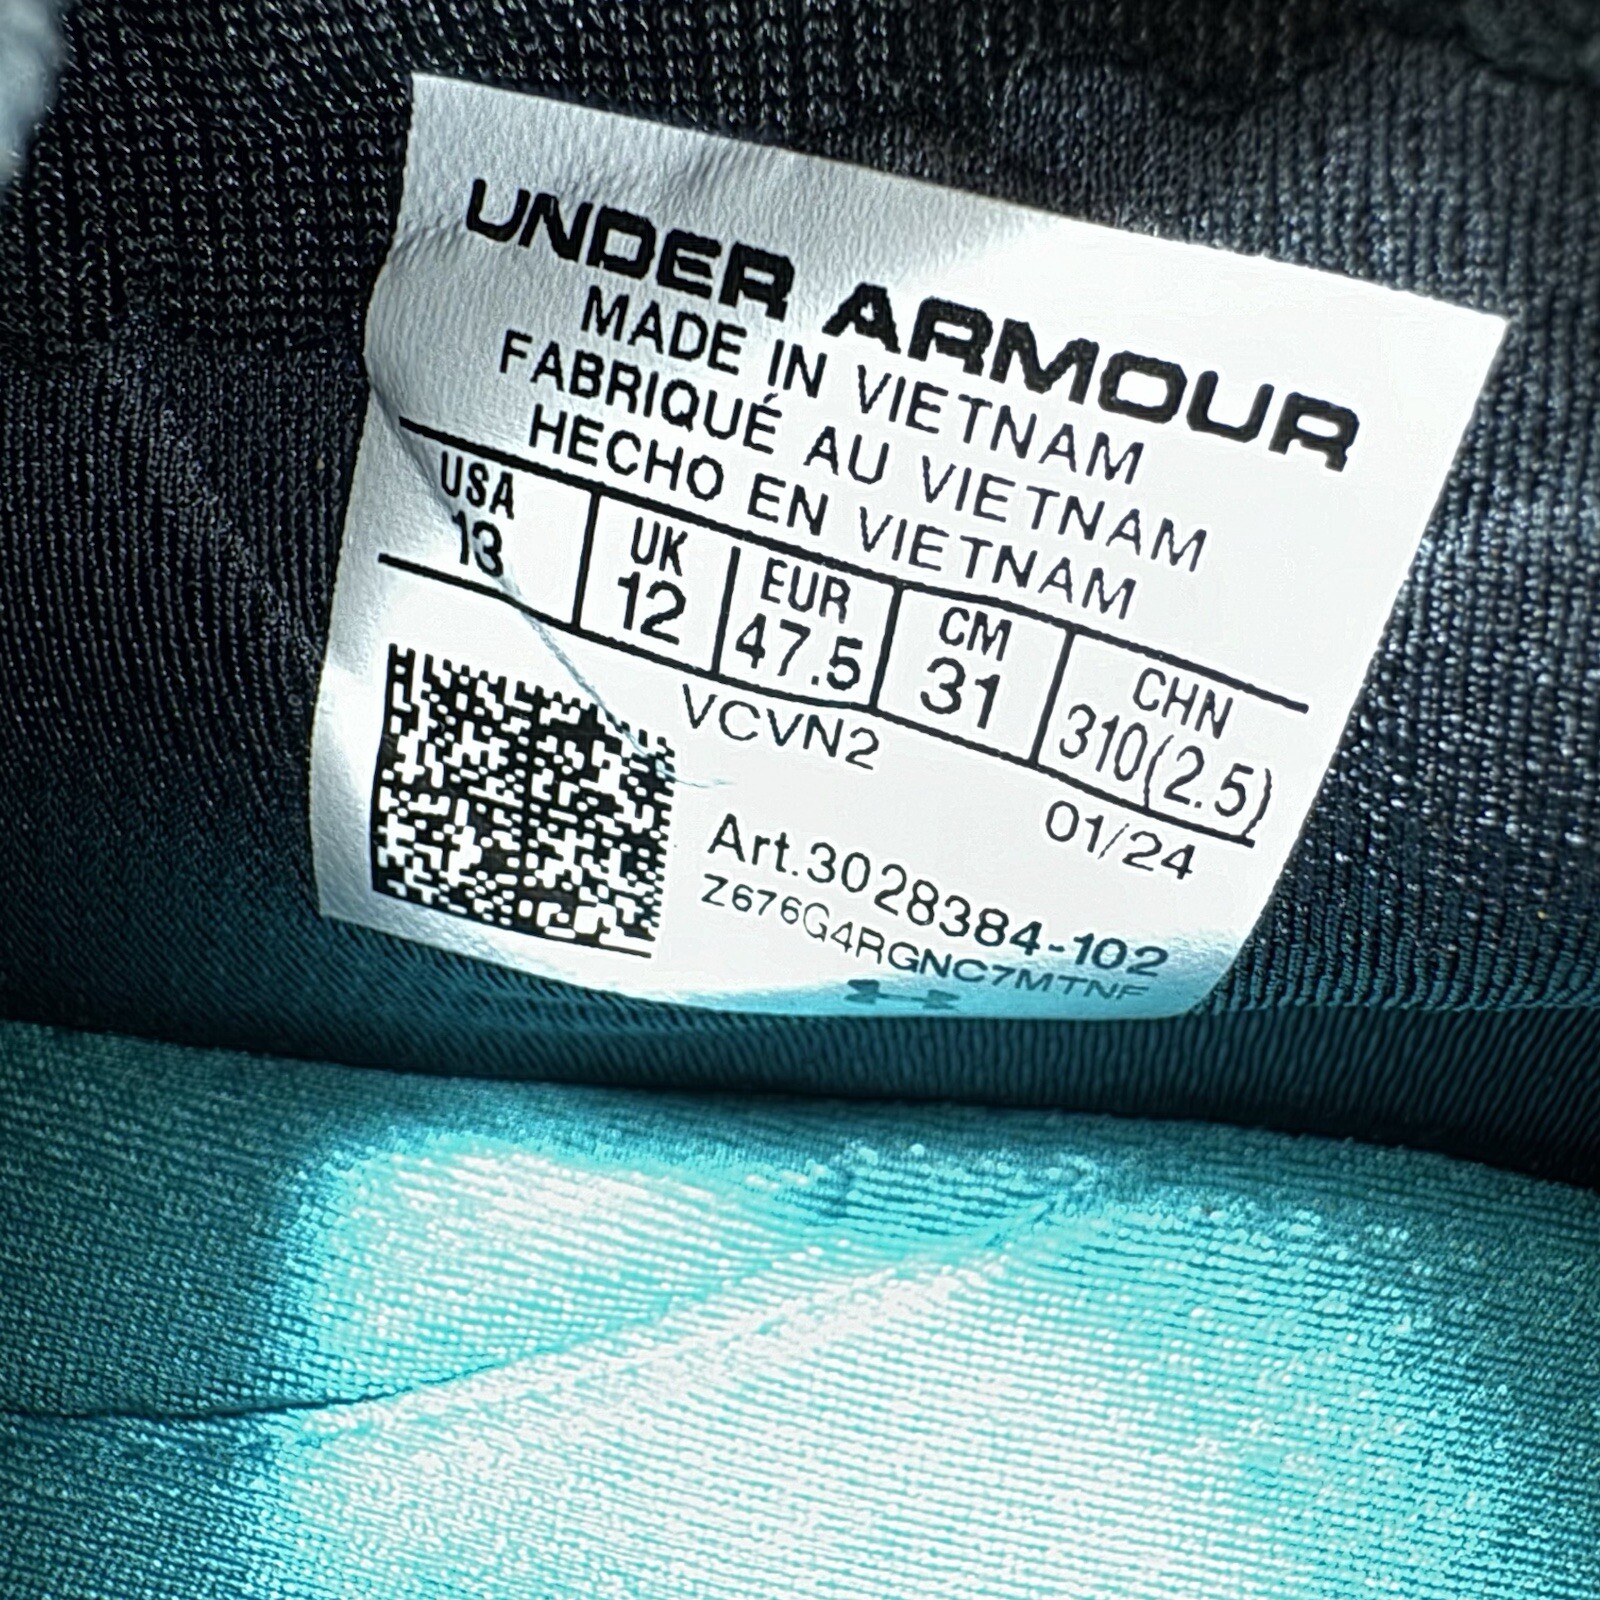 UNDER ARMOUR
MADE IN VIETNAM
FABRIQUÉ AU VIETNAM
HECHO EN VIETNAM
USA UK EUR CM CHN
13 12 47.5 31 310(2.5)
VCVN2 01/24
Art.3028384-102
Z676G4RGNC7MTNF